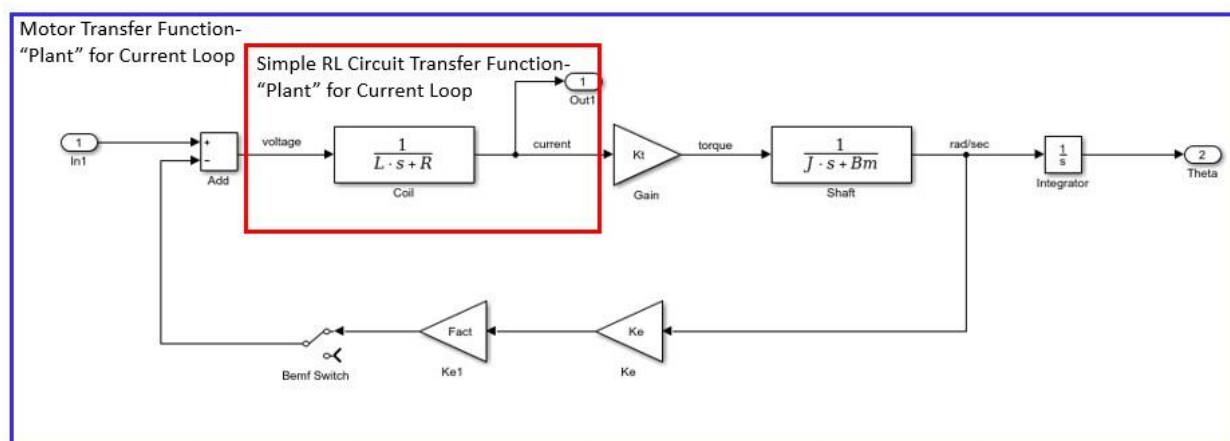 Motor Transfer Function-
“Plant” for Current Loop
Simple RL Circuit Transfer Function-
“Plant” for Current Loop
1
Out1
1
In1
+
−
Add
voltage
1
L · s + R
Coil
current
Kt
Gain
torque
1
J · s + Bm
Shaft
rad/sec
1
s
Integrator
2
Theta
Bemf Switch
Fact
Ke1
Ke
Ke